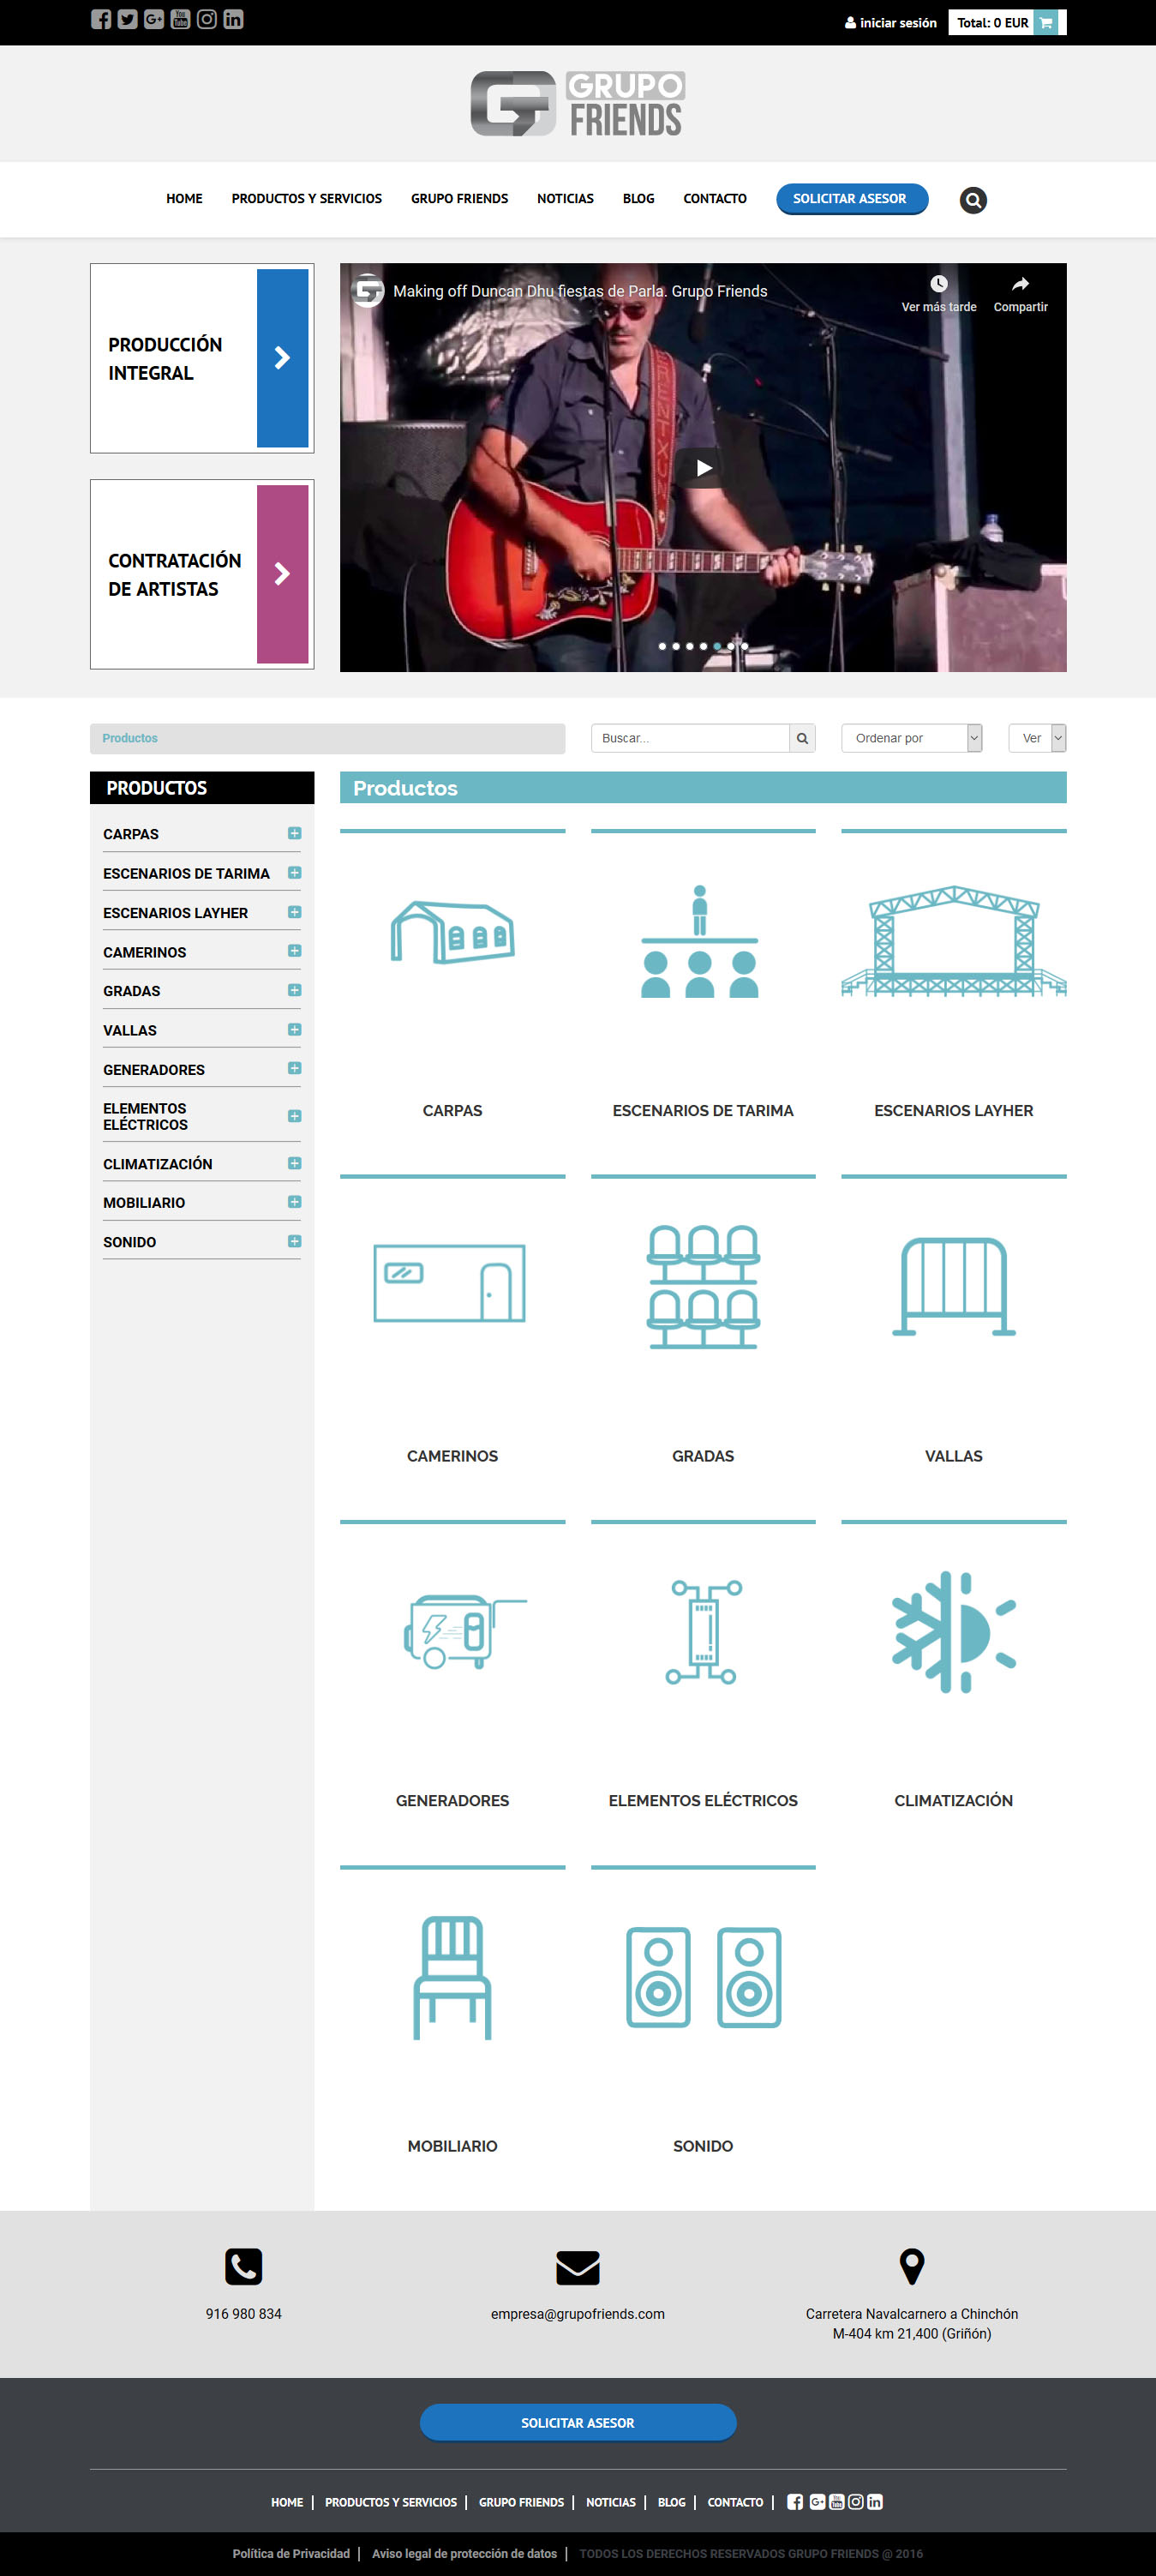 iniciar sesión
Total: 0 EUR
GRUPO
FRIENDS
HOME
PRODUCTOS Y SERVICIOS
GRUPO FRIENDS
NOTICIAS
BLOG
CONTACTO
SOLICITAR ASESOR
PRODUCCIÓN
INTEGRAL
CONTRATACIÓN
DE ARTISTAS
Making off Duncan Dhu fiestas de Parla. Grupo Friends
Ver más tarde
Compartir
Productos
Buscar...
Ordenar por
Ver
PRODUCTOS
CARPAS
ESCENARIOS DE TARIMA
ESCENARIOS LAYHER
CAMERINOS
GRADAS
VALLAS
GENERADORES
ELEMENTOS
ELÉCTRICOS
CLIMATIZACIÓN
MOBILIARIO
SONIDO
Productos
CARPAS
ESCENARIOS DE TARIMA
ESCENARIOS LAYHER
CAMERINOS
GRADAS
VALLAS
GENERADORES
ELEMENTOS ELÉCTRICOS
CLIMATIZACIÓN
MOBILIARIO
SONIDO
916 980 834
empresa@grupofriends.com
Carretera Navalcarnero a Chinchón
M-404 km 21,400 (Griñón)
SOLICITAR ASESOR
HOME
PRODUCTOS Y SERVICIOS
GRUPO FRIENDS
NOTICIAS
BLOG
CONTACTO
Política de Privacidad
Aviso legal de protección de datos
TODOS LOS DERECHOS RESERVADOS GRUPO FRIENDS @ 2016